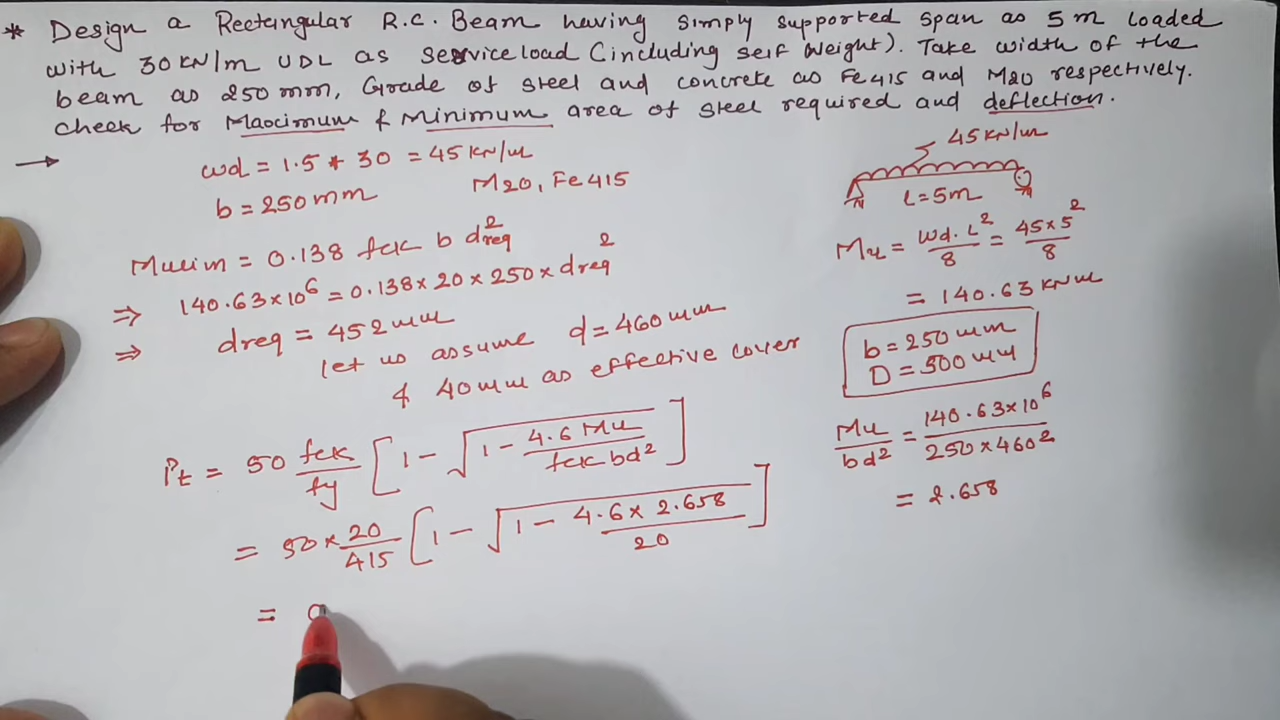 * Design a Rectangular R.C. Beam having simply supported span as 5m loaded
with 30 KN/m UDL as service load (including self weight). Take width of the
beam as 250 mm, Grade of steel and concrete as Fe415 and M20 respectively.
check for Maximum & Minimum area of steel required and deflection.
→ wd = 1.5 * 30 = 45 KN/m
b = 250 mm M20, Fe 415
Mulim = 0.138 fck b dreq²
⇒ 140.63×10⁶ = 0.138×20×250×dreq²
⇒ dreq = 452 mm
let us assume d = 460 mm
& 40 mm as effective cover
Pt = 50 fck/fy [1 - √(1 - 4.6 Mu/fck bd²)]
= 50 × 20/415 [1 - √(1 - 4.6 × 2.658/20)]
= 0
45 KN/m
L = 5m
Mu = wd.L²/8 = 45×5²/8
= 140.63 KNm
b = 250 mm
D = 500 mm
Mu/bd² = 140.63×10⁶/250×460²
= 2.658